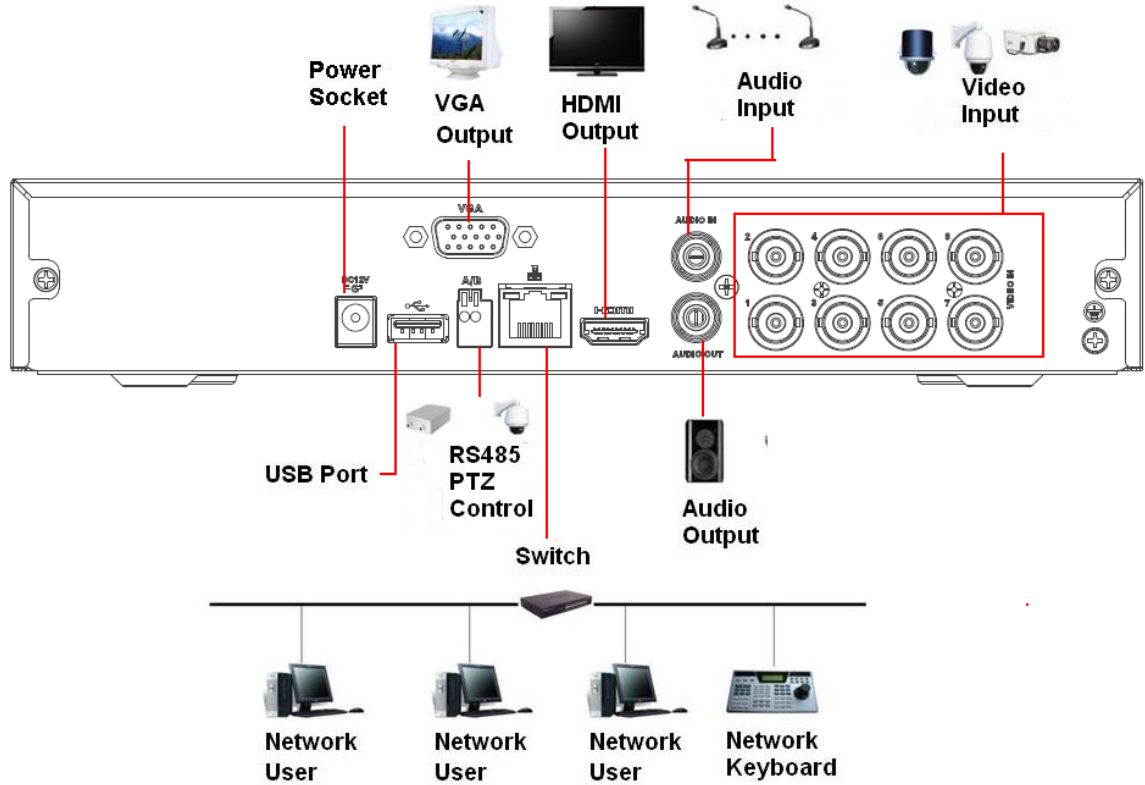 Power
Socket
VGA
Output
HDMI
Output
Audio
Input
Video
Input
VGA
AUDIO IN
DC12V
A/B
HDMI
AUDIO OUT
2
4
6
8
VIDEO IN
1
3
5
7
USB Port
RS485
PTZ
Control
Audio
Output
Switch
Network
User
Network
User
Network
User
Network
Keyboard